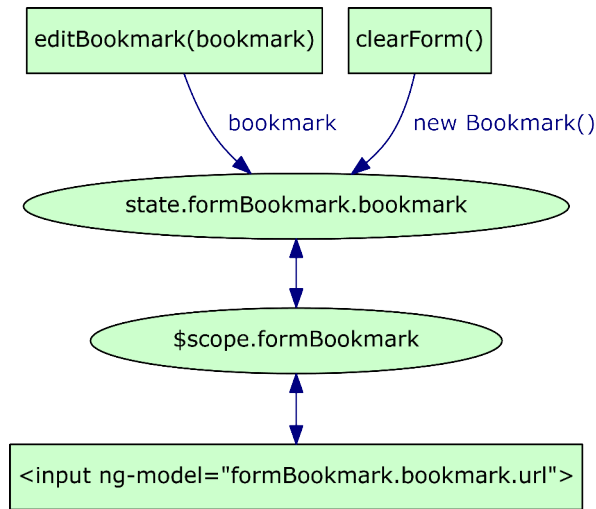 editBookmark(bookmark)
clearForm()
bookmark
new Bookmark()
state.formBookmark.bookmark
$scope.formBookmark
<input ng-model="formBookmark.bookmark.url">